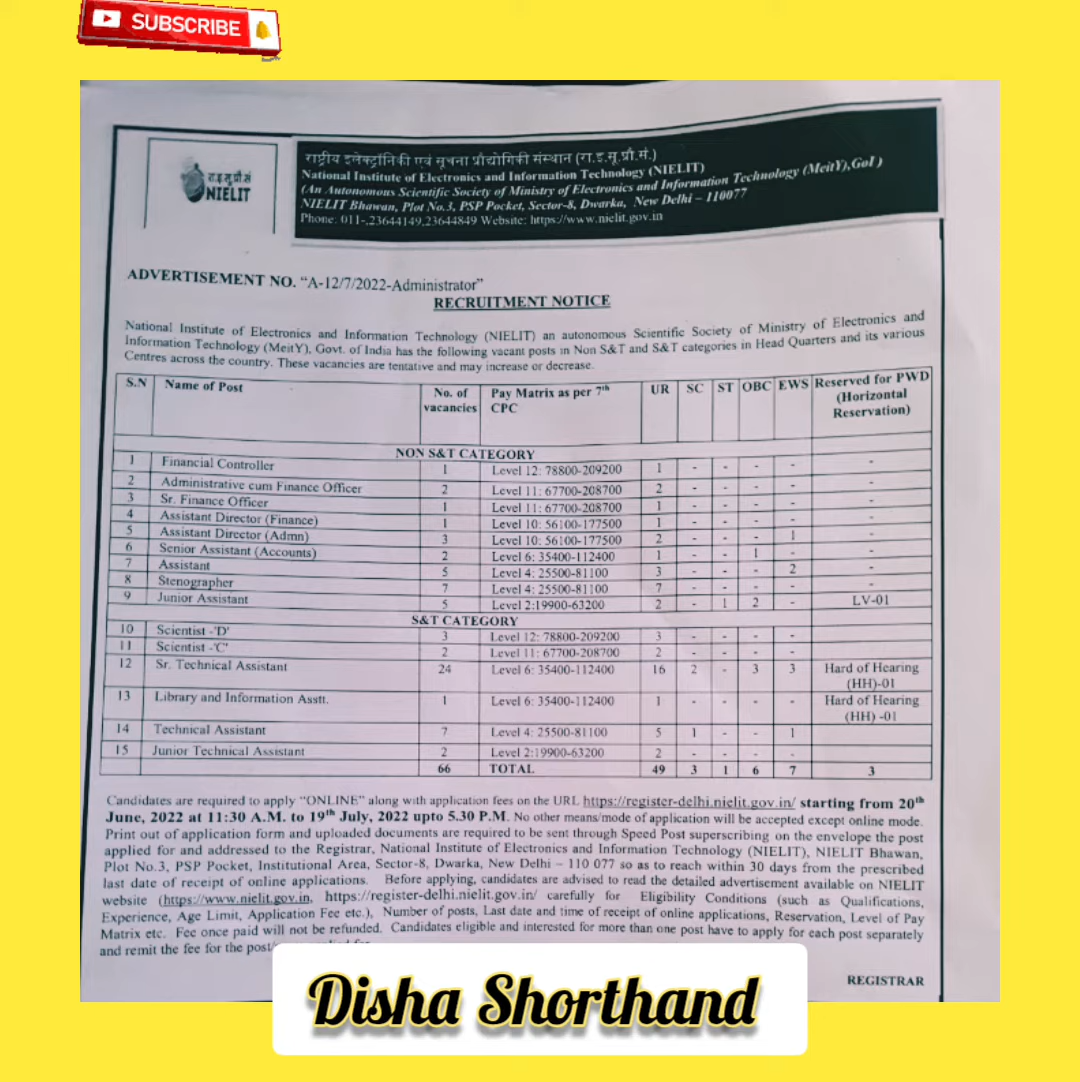 SUBSCRIBE
रा.इ.सू.प्रौ.सं
NIELIT
राष्ट्रीय इलेक्ट्रॉनिकी एवं सूचना प्रौद्योगिकी संस्थान (रा.इ.सू.प्रौ.सं.)
National Institute of Electronics and Information Technology (NIELIT)
(An Autonomous Scientific Society of Ministry of Electronics and Information Technology (MeitY),GoI )
NIELIT Bhawan, Plot No.3, PSP Pocket, Sector-8, Dwarka, New Delhi – 110077
Phone: 011-,23644149,23644849 Website: https://www.nielit.gov.in
ADVERTISEMENT NO. “A-12/7/2022-Administrator”
RECRUITMENT NOTICE
National Institute of Electronics and Information Technology (NIELIT) an autonomous Scientific Society of Ministry of Electronics and
Information Technology (MeitY), Govt. of India has the following vacant posts in Non S&T and S&T categories in Head Quarters and its various
Centres across the country. These vacancies are tentative and may increase or decrease.
S.N Name of Post No. of vacancies Pay Matrix as per 7th CPC UR SC ST OBC EWS Reserved for PWD (Horizontal Reservation)
NON S&T CATEGORY
1 Financial Controller 1 Level 12: 78800-209200 1 - - - - -
2 Administrative cum Finance Officer 2 Level 11: 67700-208700 2 - - - - -
3 Sr. Finance Officer 1 Level 11: 67700-208700 1 - - - - -
4 Assistant Director (Finance) 1 Level 10: 56100-177500 1 - - - - -
5 Assistant Director (Admn) 3 Level 10: 56100-177500 2 - - - 1 -
6 Senior Assistant (Accounts) 2 Level 6: 35400-112400 1 - - 1 - -
7 Assistant 5 Level 4: 25500-81100 3 - - - 2 -
8 Stenographer 7 Level 4: 25500-81100 7 - - - - -
9 Junior Assistant 5 Level 2:19900-63200 2 - 1 2 - LV-01
S&T CATEGORY
10 Scientist -'D' 3 Level 12: 78800-209200 3 - - - -
11 Scientist -'C' 2 Level 11: 67700-208700 2 - - - -
12 Sr. Technical Assistant 24 Level 6: 35400-112400 16 2 - 3 3 Hard of Hearing (HH)-01
13 Library and Information Asstt. 1 Level 6: 35400-112400 1 - - - - Hard of Hearing (HH) -01
14 Technical Assistant 7 Level 4: 25500-81100 5 1 - - 1
15 Junior Technical Assistant 2 Level 2:19900-63200 2 - - - -
66 TOTAL 49 3 1 6 7 3
Candidates are required to apply “ONLINE” along with application fees on the URL https://register-delhi.nielit.gov.in/ starting from 20th
June, 2022 at 11:30 A.M. to 19th July, 2022 upto 5.30 P.M. No other means/mode of application will be accepted except online mode.
Print out of application form and uploaded documents are required to be sent through Speed Post superscribing on the envelope the post
applied for and addressed to the Registrar, National Institute of Electronics and Information Technology (NIELIT), NIELIT Bhawan,
Plot No.3, PSP Pocket, Institutional Area, Sector-8, Dwarka, New Delhi – 110 077 so as to reach within 30 days from the prescribed
last date of receipt of online applications. Before applying, candidates are advised to read the detailed advertisement available on NIELIT
website (https://www.nielit.gov.in, https://register-delhi.nielit.gov.in/ carefully for Eligibility Conditions (such as Qualifications,
Experience, Age Limit, Application Fee etc.), Number of posts, Last date and time of receipt of online applications, Reservation, Level of Pay
Matrix etc. Fee once paid will not be refunded. Candidates eligible and interested for more than one post have to apply for each post separately
and remit the fee for the post/
REGISTRAR
Disha Shorthand